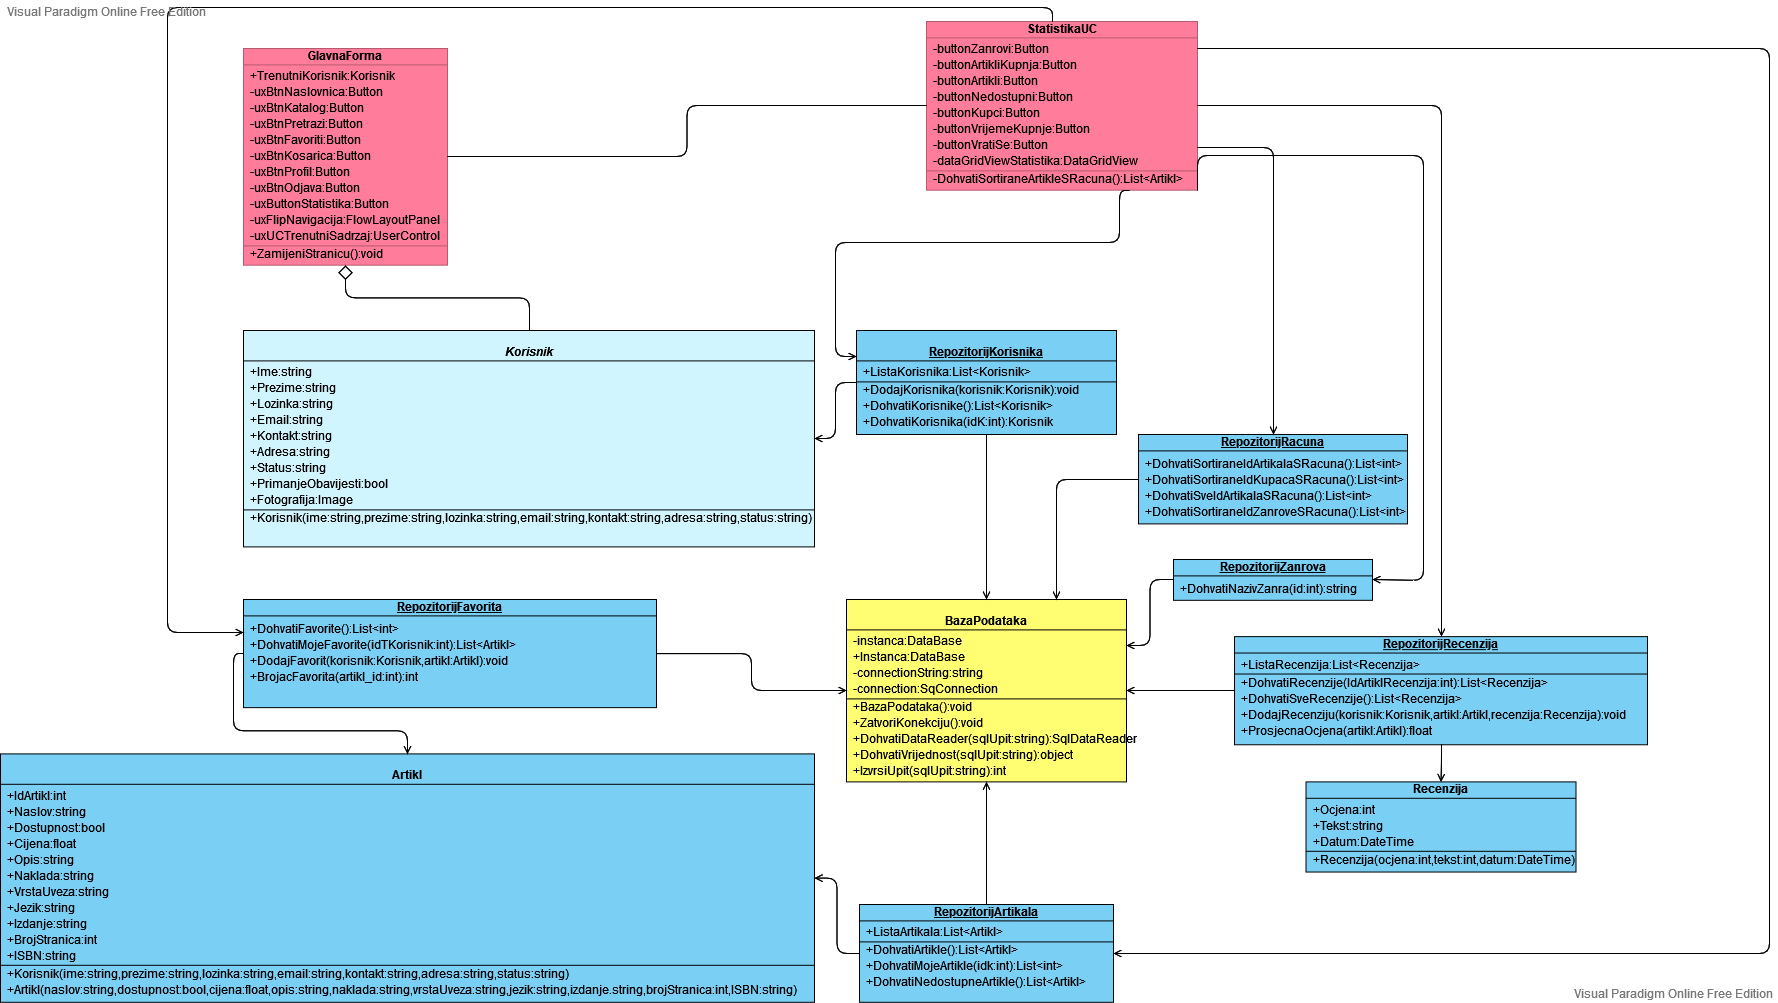 Visual Paradigm Online Free Edition
StatistikaUC
-buttonZanrovi:Button
-buttonArtikliKupnja:Button
-buttonArtikli:Button
-buttonNedostupni:Button
-buttonKupci:Button
-buttonVrijemeKupnje:Button
-buttonVratiSe:Button
-dataGridViewStatistika:DataGridView
-DohvatiSortiraneArtikleSRacuna():List<Artikl>
GlavnaForma
+TrenutniKorisnik:Korisnik
-uxBtnNaslovnica:Button
-uxBtnKatalog:Button
-uxBtnPretrazi:Button
-uxBtnFavoriti:Button
-uxBtnKosarica:Button
-uxBtnProfil:Button
-uxBtnOdjava:Button
-uxButtonStatistika:Button
-uxFlipNavigacija:FlowLayoutPanel
-uxUCTrenutniSadrzaj:UserControl
+ZamijeniStranicu():void
Korisnik
+Ime:string
+Prezime:string
+Lozinka:string
+Email:string
+Kontakt:string
+Adresa:string
+Status:string
+PrimanjeObavijesti:bool
+Fotografija:Image
+Korisnik(ime:string,prezime:string,lozinka:string,email:string,kontakt:string,adresa:string,status:string)
RepozitorijKorisnika
+ListaKorisnika:List<Korisnik>
+DodajKorisnika(korisnik:Korisnik):void
+DohvatiKorisnike():List<Korisnik>
+DohvatiKorisnika(idK:int):Korisnik
RepozitorijRacuna
+DohvatiSortiraneIdArtikalaSRacuna():List<int>
+DohvatiSortiraneIdKupacaSRacuna():List<int>
+DohvatiSveIdArtikalaSRacuna():List<int>
+DohvatiSortiraneIdZanroveSRacuna():List<int>
RepozitorijZanrova
+DohvatiNazivZanra(id:int):string
RepozitorijFavorita
+DohvatiFavorite():List<int>
+DohvatiMojeFavorite(idTKorisnik:int):List<Artikl>
+DodajFavorit(korisnik:Korisnik,artikl:Artikl):void
+BrojacFavorita(artikl_id:int):int
BazaPodataka
-instanca:DataBase
+Instanca:DataBase
-connectionString:string
-connection:SqConnection
+BazaPodataka():void
+ZatvoriKonekciju():void
+DohvatiDataReader(sqlUpit:string):SqlDataReader
+DohvatiVrijednost(sqlUpit:string):object
+IzvrsiUpit(sqlUpit:string):int
RepozitorijRecenzija
+ListaRecenzija:List<Recenzija>
+DohvatiRecenzije(IdArtiklRecenzija:int):List<Recenzija>
+DohvatiSveRecenzije():List<Recenzija>
+DodajRecenziju(korisnik:Korisnik,artikl:Artikl,recenzija:Recenzija):void
+ProsjecnaOcjena(artikl:Artikl):float
Recenzija
+Ocjena:int
+Tekst:string
+Datum:DateTime
+Recenzija(ocjena:int,tekst:int,datum:DateTime)
Artikl
+IdArtikl:int
+Naslov:string
+Dostupnost:bool
+Cijena:float
+Opis:string
+Naklada:string
+VrstaUveza:string
+Jezik:string
+Izdanje:string
+BrojStranica:int
+ISBN:string
+Korisnik(ime:string,prezime:string,lozinka:string,email:string,kontakt:string,adresa:string,status:string)
+Artikl(naslov:string,dostupnost:bool,cijena:float,opis:string,naklada:string,vrstaUveza:string,jezik:string,izdanje.string,brojStranica:int,ISBN:string)
RepozitorijArtikala
+ListaArtikala:List<Artikl>
+DohvatiArtikle():List<Artikl>
+DohvatiMojeArtikle(idk:int):List<int>
+DohvatiNedostupneArtikle():List<Artikl>
Visual Paradigm Online Free Edition